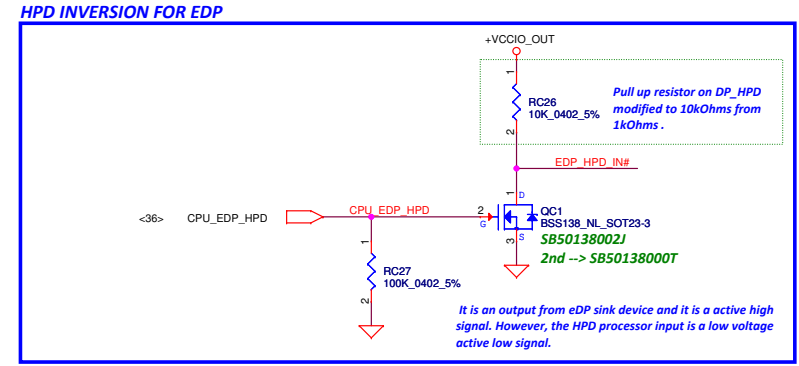 HPD INVERSION FOR EDP
+VCCIO_OUT
1
RC26
10K_0402_5%
2
Pull up resistor on DP_HPD
modified to 10kOhms from
1kOhms .
EDP_HPD_IN#
1
D
<36>
CPU_EDP_HPD
CPU_EDP_HPD
2
G
QC1
BSS138_NL_SOT23-3
3
S
SB50138002J
2nd --> SB50138000T
1
RC27
100K_0402_5%
2
It is an output from eDP sink device and it is a active high
signal. However, the HPD processor input is a low voltage
active low signal.